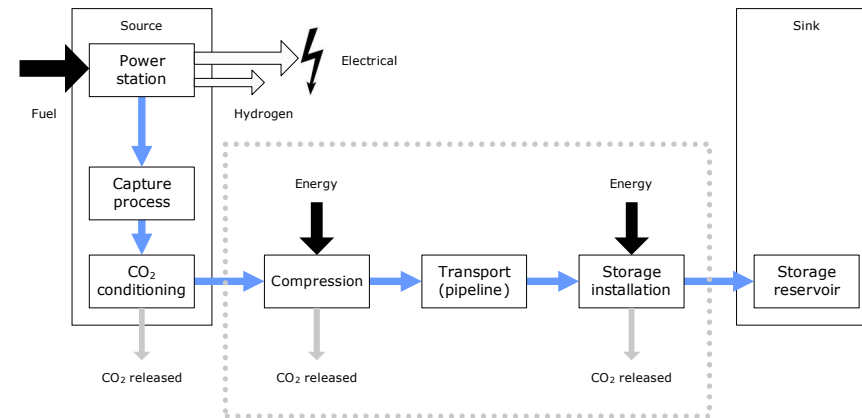 Source
Sink
Power
station
Electrical
Fuel
Hydrogen
Capture
process
Energy
Energy
CO₂
conditioning
Compression
Transport
(pipeline)
Storage
installation
Storage
reservoir
CO₂ released
CO₂ released
CO₂ released